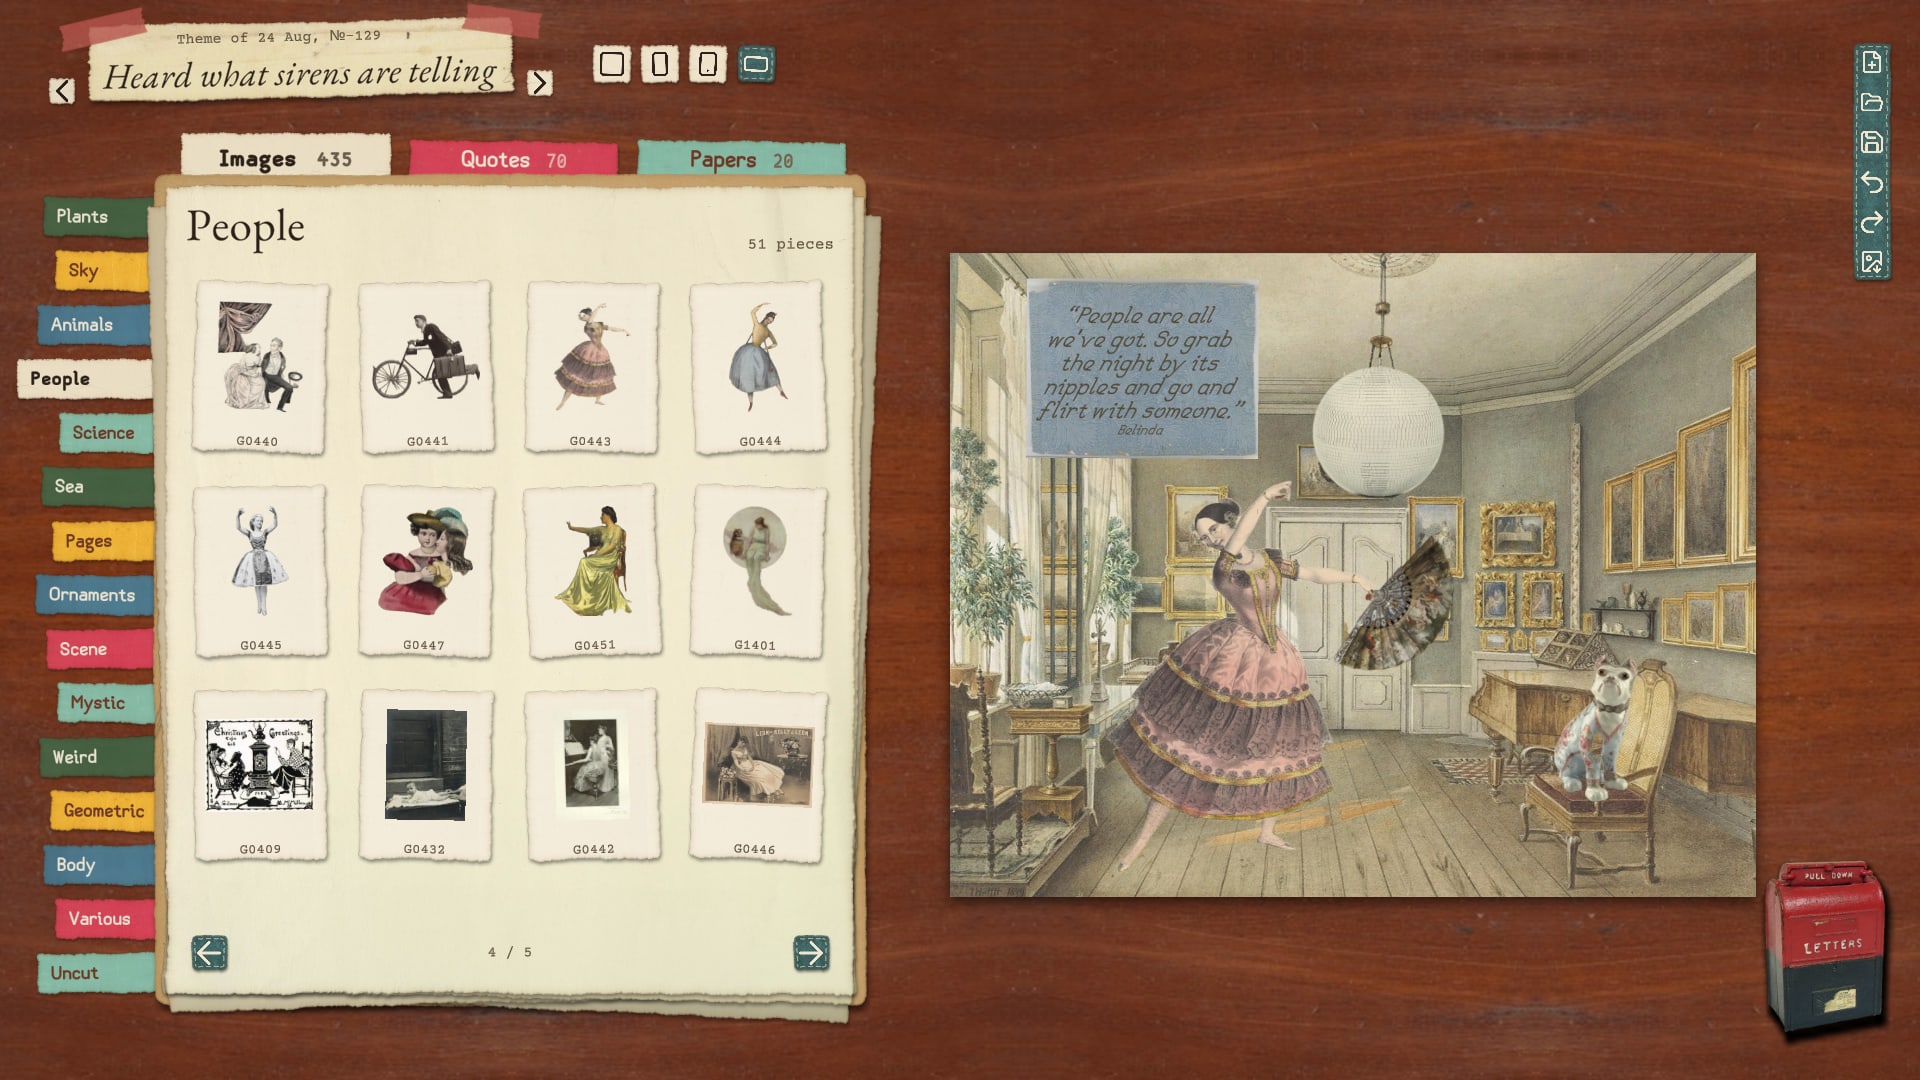 Theme of 24 Aug, №-129
Heard what sirens are telling
Images 435
Quotes 70
Papers 20
Plants
Sky
Animals
People
Science
Sea
Pages
Ornaments
Scene
Mystic
Weird
Geometric
Body
Various
Uncut
People
51 pieces
G0440
G0441
G0443
G0444
G0445
G0447
G0451
G1401
Christmas Greetings.
G0409
G0432
G0442
G0446
4 / 5
“People are all
we've got. So grab
the night by its
nipples and go and
flirt with someone.”
Belinda
PULL DOWN
LETTERS